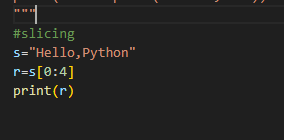 """
#slicing
s="Hello,Python"
r=s[0:4]
print(r)